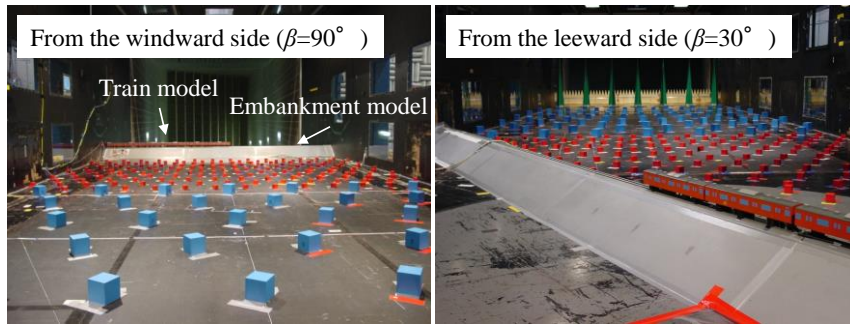 From the windward side (β=90° )
Train model
Embankment model
From the leeward side (β=30° )